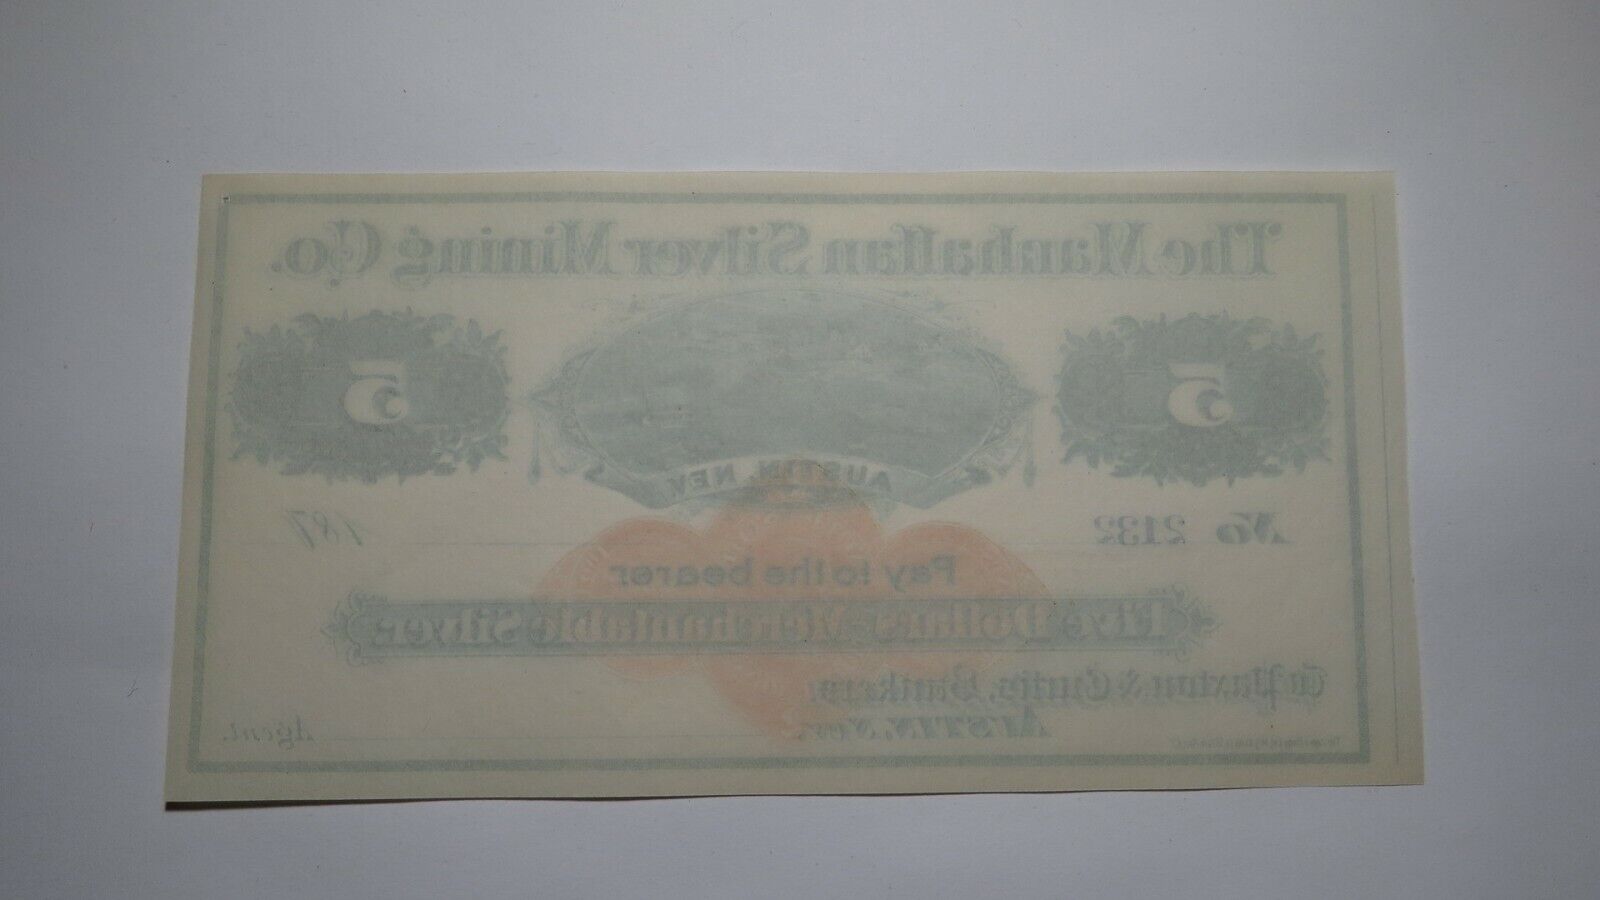 The Manhattan Silver Mining Co.
5 5
AUSTIN, NEV.
No 2132 187
Pay to the bearer
Five Dollars Merchantable Silver.
To Paxton & Curtis, Bankers,
AUSTIN, Nev.
Agent.